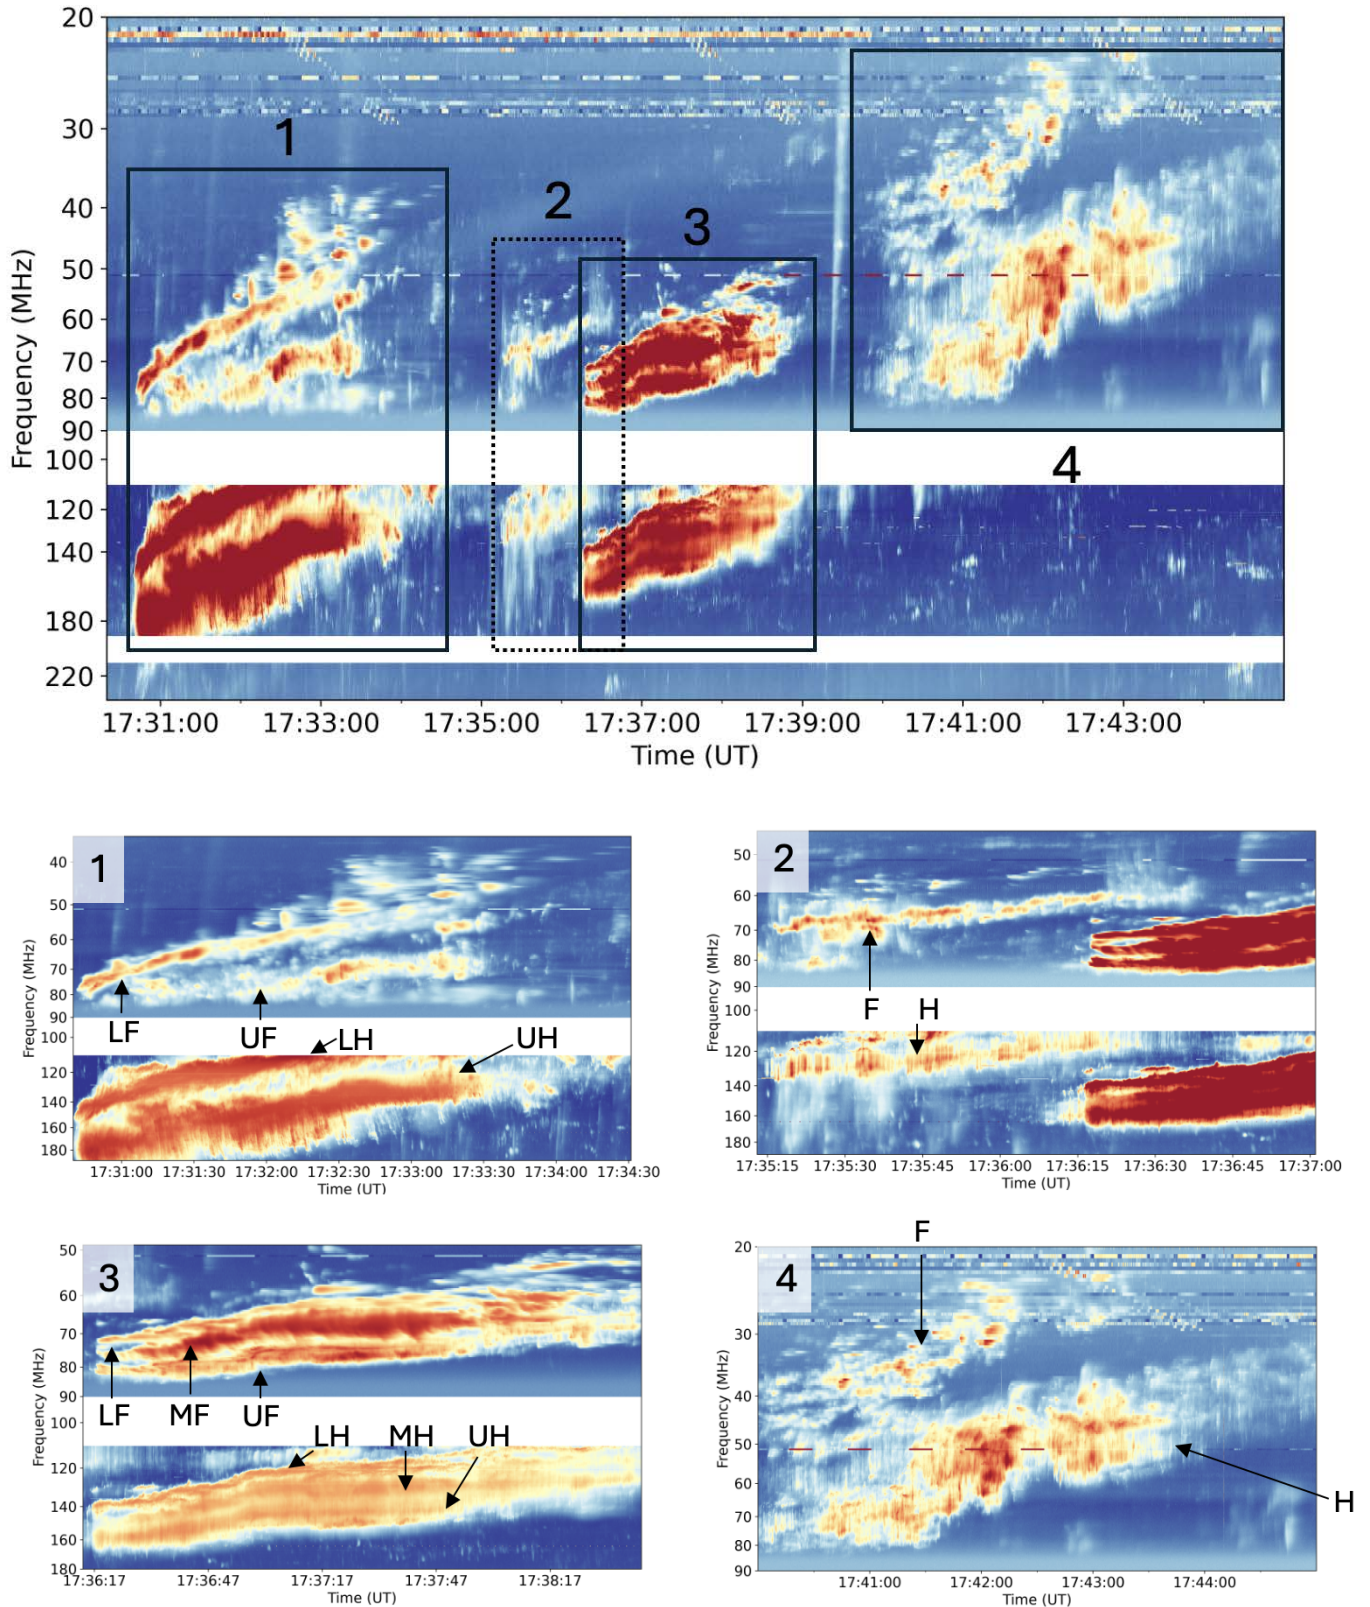 20
30
40
50
60
70
80
90
100
120
140
180
220
Frequency (MHz)
1
2
3
4
17:31:00 17:33:00 17:35:00 17:37:00 17:39:00 17:41:00 17:43:00
Time (UT)
1
40
50
60
70
80
90
100
120
140
160
180
Frequency (MHz)
Frequency (MHz)
LF
UF
LH
UH
17:31:00 17:31:30 17:32:00 17:32:30 17:33:00 17:33:30 17:34:00 17:34:30
Time (UT)
2
50
60
70
80
90
100
120
140
160
180
Frequency (MHz)
F
H
17:35:15 17:35:30 17:35:45 17:36:00 17:36:15 17:36:30 17:36:45 17:37:00
Time (UT)
3
50
60
70
80
90
100
120
140
160
180
Frequency (MHz)
LF
MF
UF
LH
MH
UH
17:36:17 17:36:47 17:37:17 17:37:47 17:38:17
Time (UT)
F
4
20
30
40
50
60
70
80
90
Frequency (MHz)
H
17:41:00 17:42:00 17:43:00 17:44:00
Time (UT)